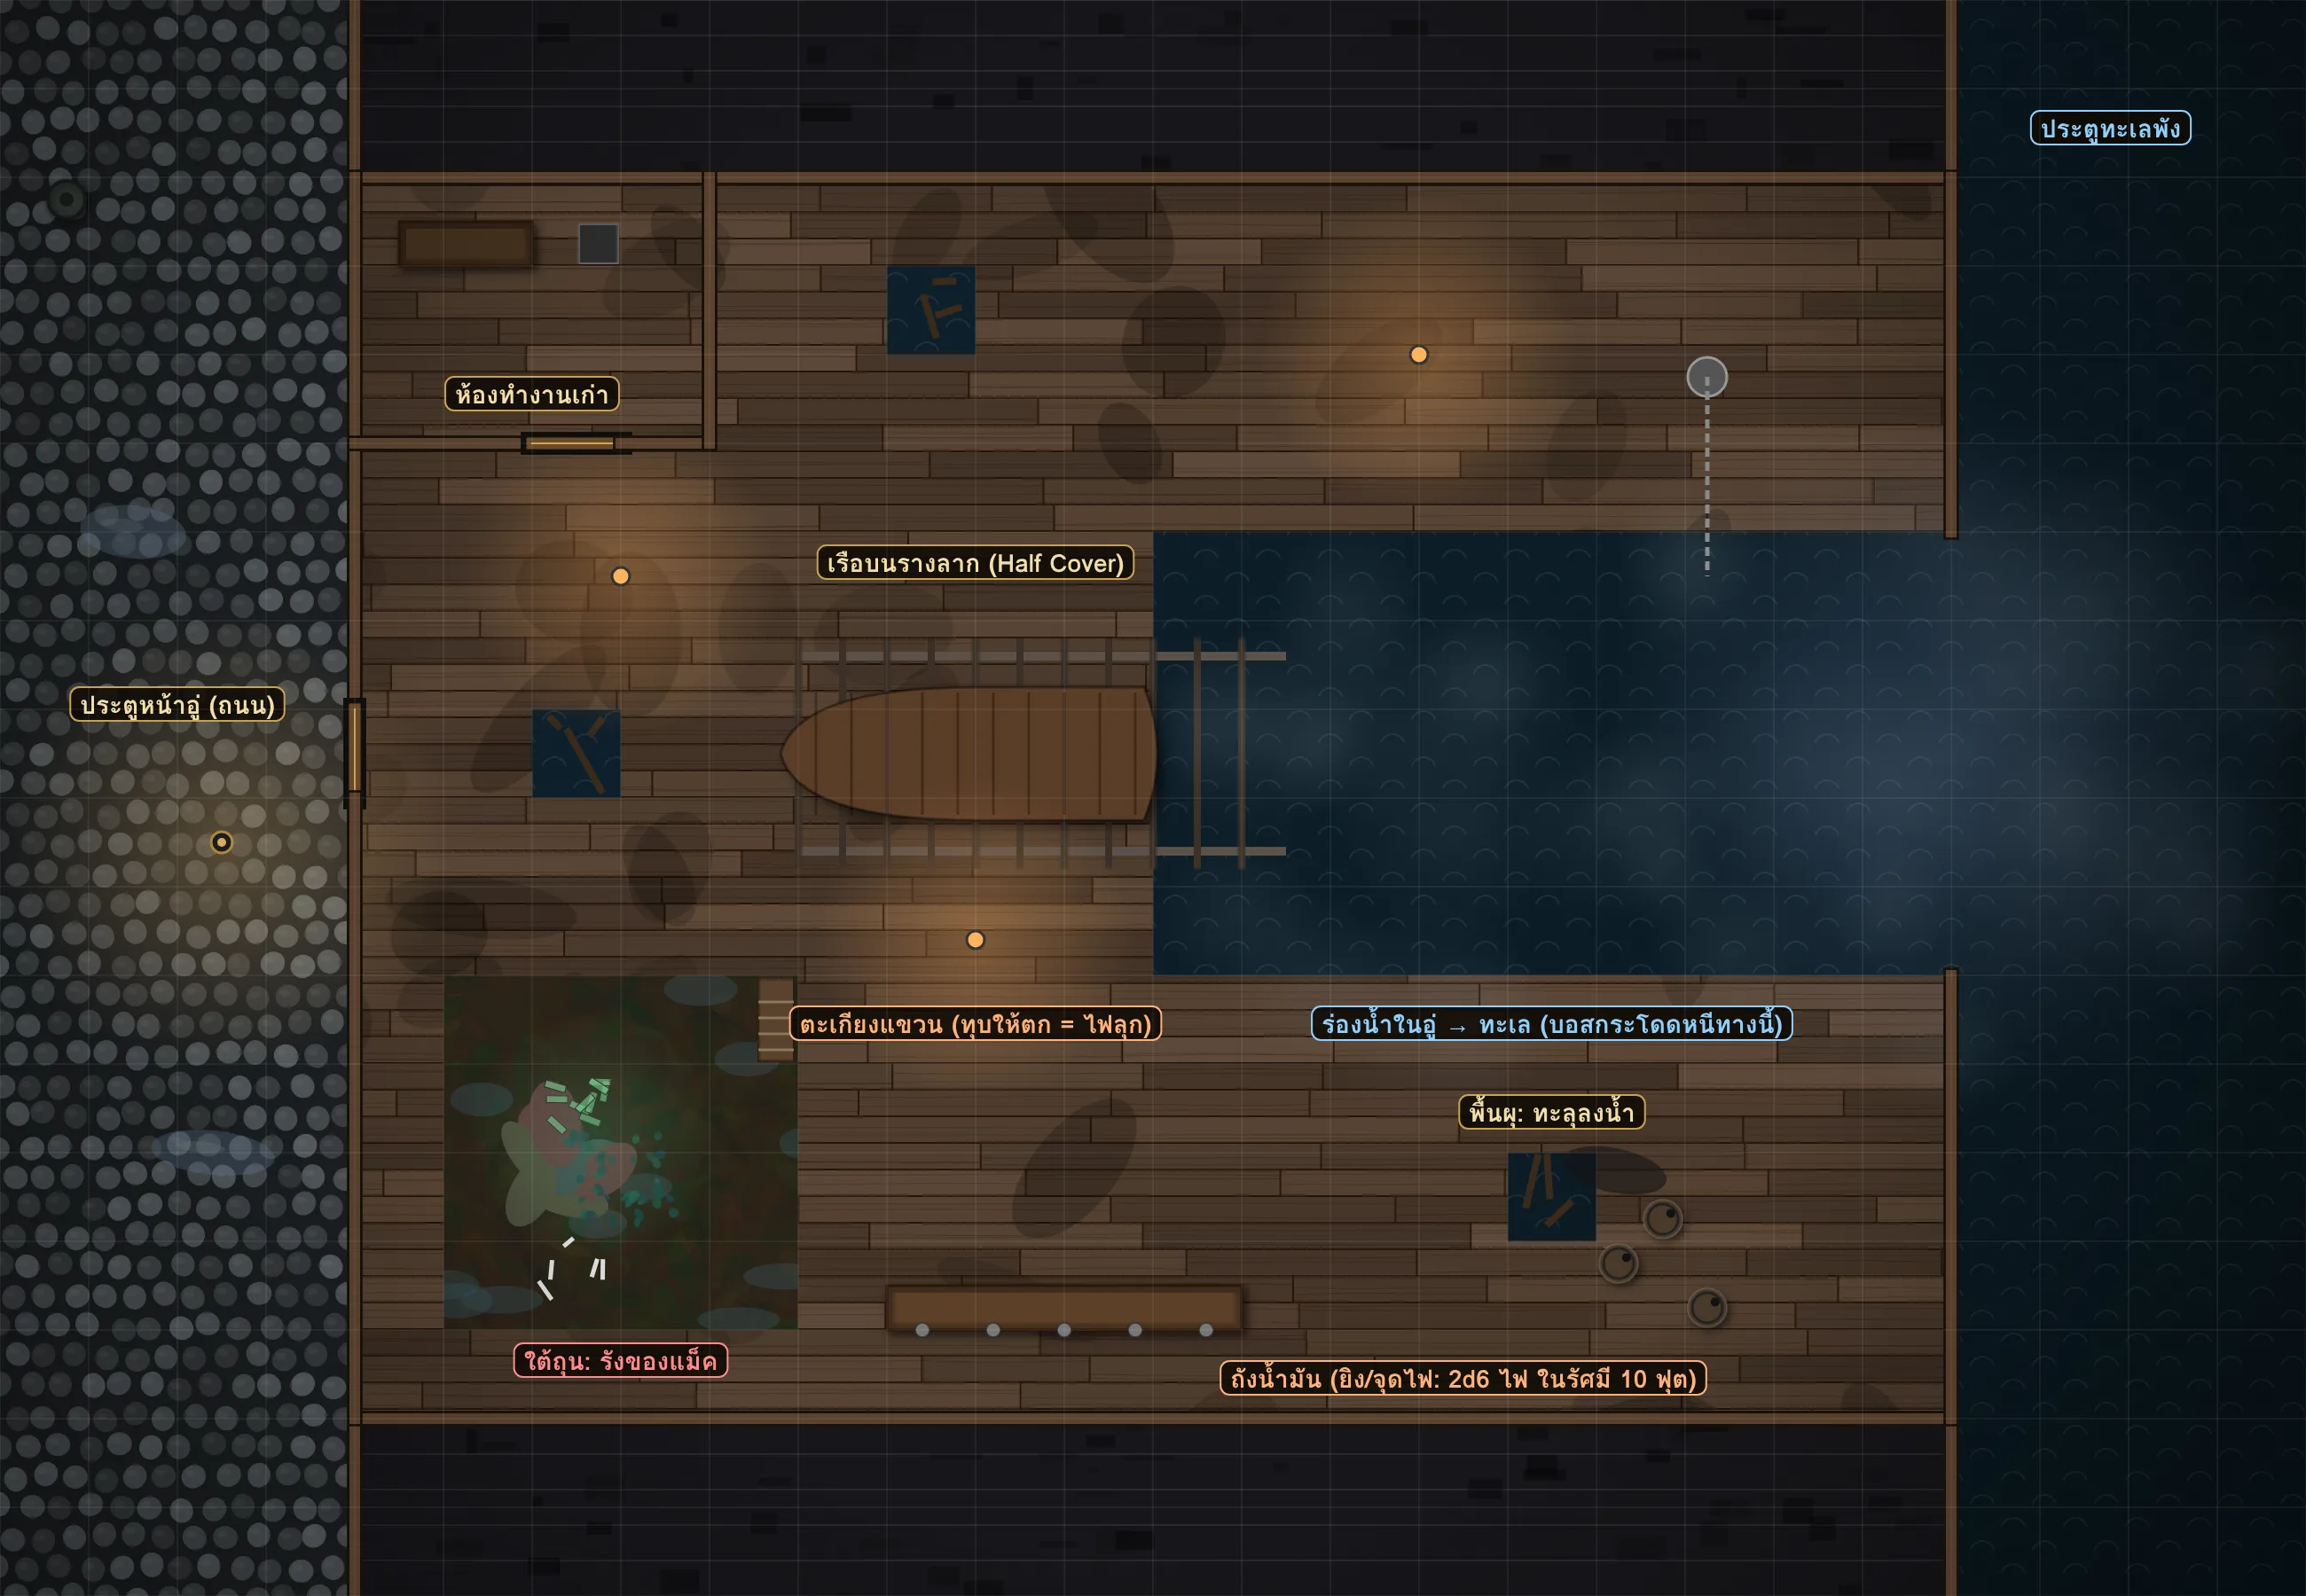 ประตูทะเลพัง
ห้องทำงานเก่า
เรือบนรางลาก (Half Cover)
ประตูหน้าอู่ (ถนน)
ตะเกียงแขวน (ทุบให้ตก = ไฟลุก)
ร่องน้ำในอู่ → ทะเล (บอสกระโดดหนีทางนี้)
พื้นผุ: ทะลุลงน้ำ
ใต้ถุน: รังของแม็ค
ถังน้ำมัน (ยิง/จุดไฟ: 2d6 ไฟ ในรัศมี 10 ฟุต)